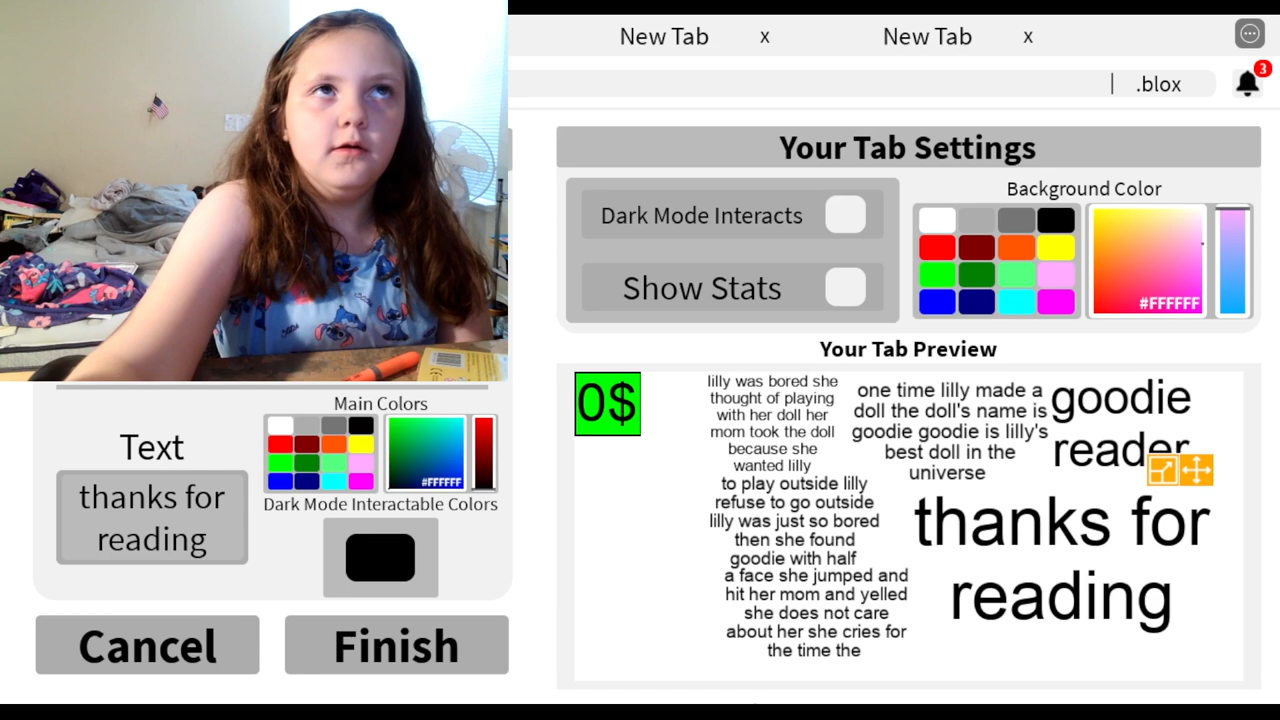 New Tab x New Tab x
3
.blox
Your Tab Settings
Dark Mode Interacts
Show Stats
Background Color
#FFFFFF
Your Tab Preview
0$
lilly was bored she
thought of playing
with her doll her
mom took the doll
because she
wanted lilly
to play outside lilly
refuse to go outside
lilly was just so bored
then she found
goodie with half
a face she jumped and
hit her mom and yelled
she does not care
about her she cries for
the time the
one time lilly made a
doll the doll's name is
goodie goodie is lilly's
best doll in the
universe
goodie
reader
thanks for
reading
Main Colors
#FFFFFF
Text
thanks for
reading
Dark Mode Interactable Colors
Cancel
Finish